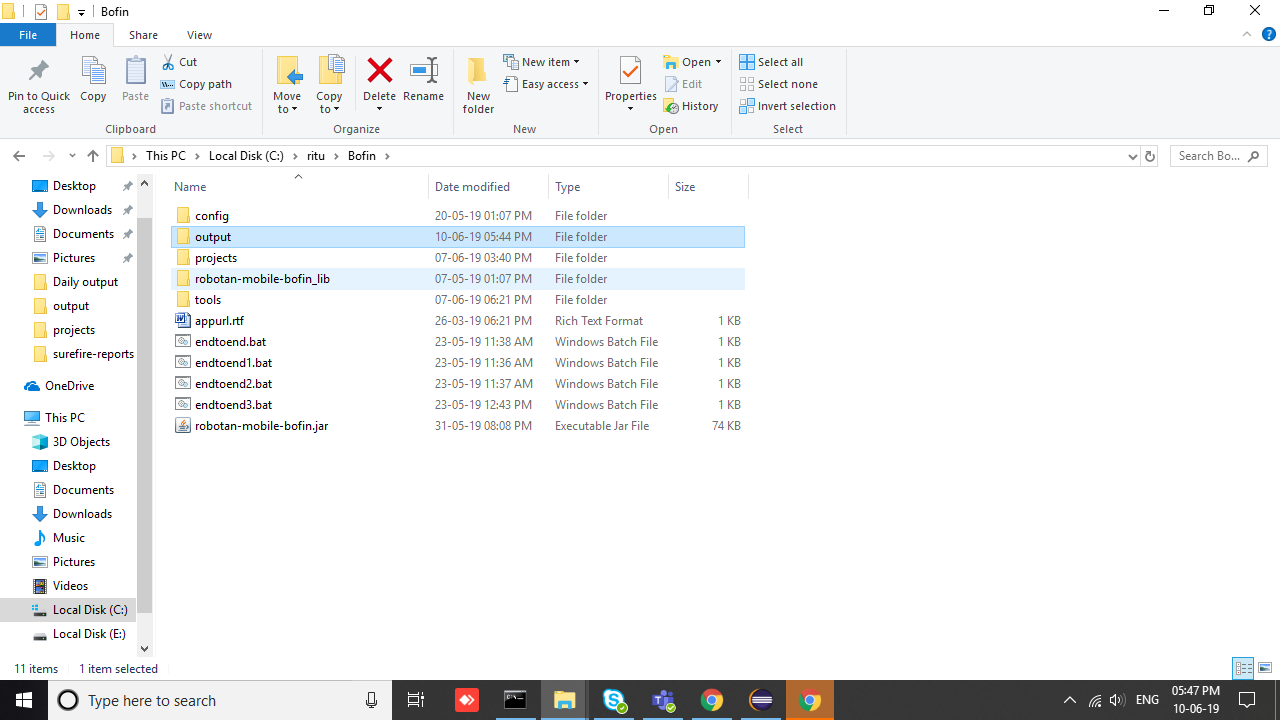 Bofin
File Home Share View
Pin to Quick access
Copy
Paste
Cut
Copy path
Paste shortcut
Clipboard
Move to
Copy to
Delete
Rename
Organize
New folder
New item
Easy access
New
Properties
Open
Edit
History
Open
Select all
Select none
Invert selection
Select
This PC Local Disk (C:) ritu Bofin
Search Bo...
Desktop
Downloads
Documents
Pictures
Daily output
output
projects
surefire-reports
OneDrive
This PC
3D Objects
Desktop
Documents
Downloads
Music
Pictures
Videos
Local Disk (C:)
Local Disk (E:)
Name Date modified Type Size
config 20-05-19 01:07 PM File folder
output 10-06-19 05:44 PM File folder
projects 07-06-19 03:40 PM File folder
robotan-mobile-bofin_lib 07-05-19 01:07 PM File folder
tools 07-06-19 06:21 PM File folder
appurl.rtf 26-03-19 06:21 PM Rich Text Format 1 KB
endtoend.bat 23-05-19 11:38 AM Windows Batch File 1 KB
endtoend1.bat 23-05-19 11:36 AM Windows Batch File 1 KB
endtoend2.bat 23-05-19 11:37 AM Windows Batch File 1 KB
endtoend3.bat 23-05-19 12:43 PM Windows Batch File 1 KB
robotan-mobile-bofin.jar 31-05-19 08:08 PM Executable Jar File 74 KB
11 items 1 item selected
Type here to search
ENG
05:47 PM
10-06-19